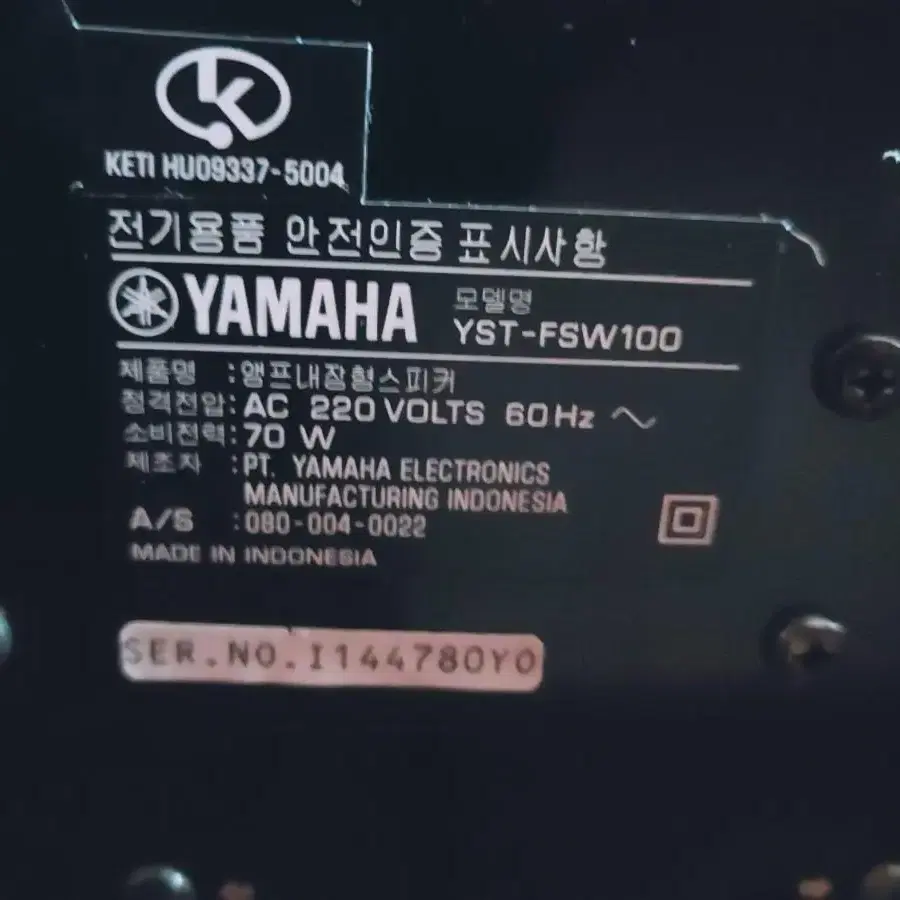 KETI HU09337-5004
전기용품 안전인증 표시사항
YAMAHA 모델명 YST-FSW100
제품명 :앰프내장형스피커
정격전압: AC 220 VOLTS 60Hz ~
소비전력: 70 W
제조자 :PT. YAMAHA ELECTRONICS
MANUFACTURING INDONESIA
A/S :080-004-0022
MADE IN INDONESIA
SER.NO.I144780YO